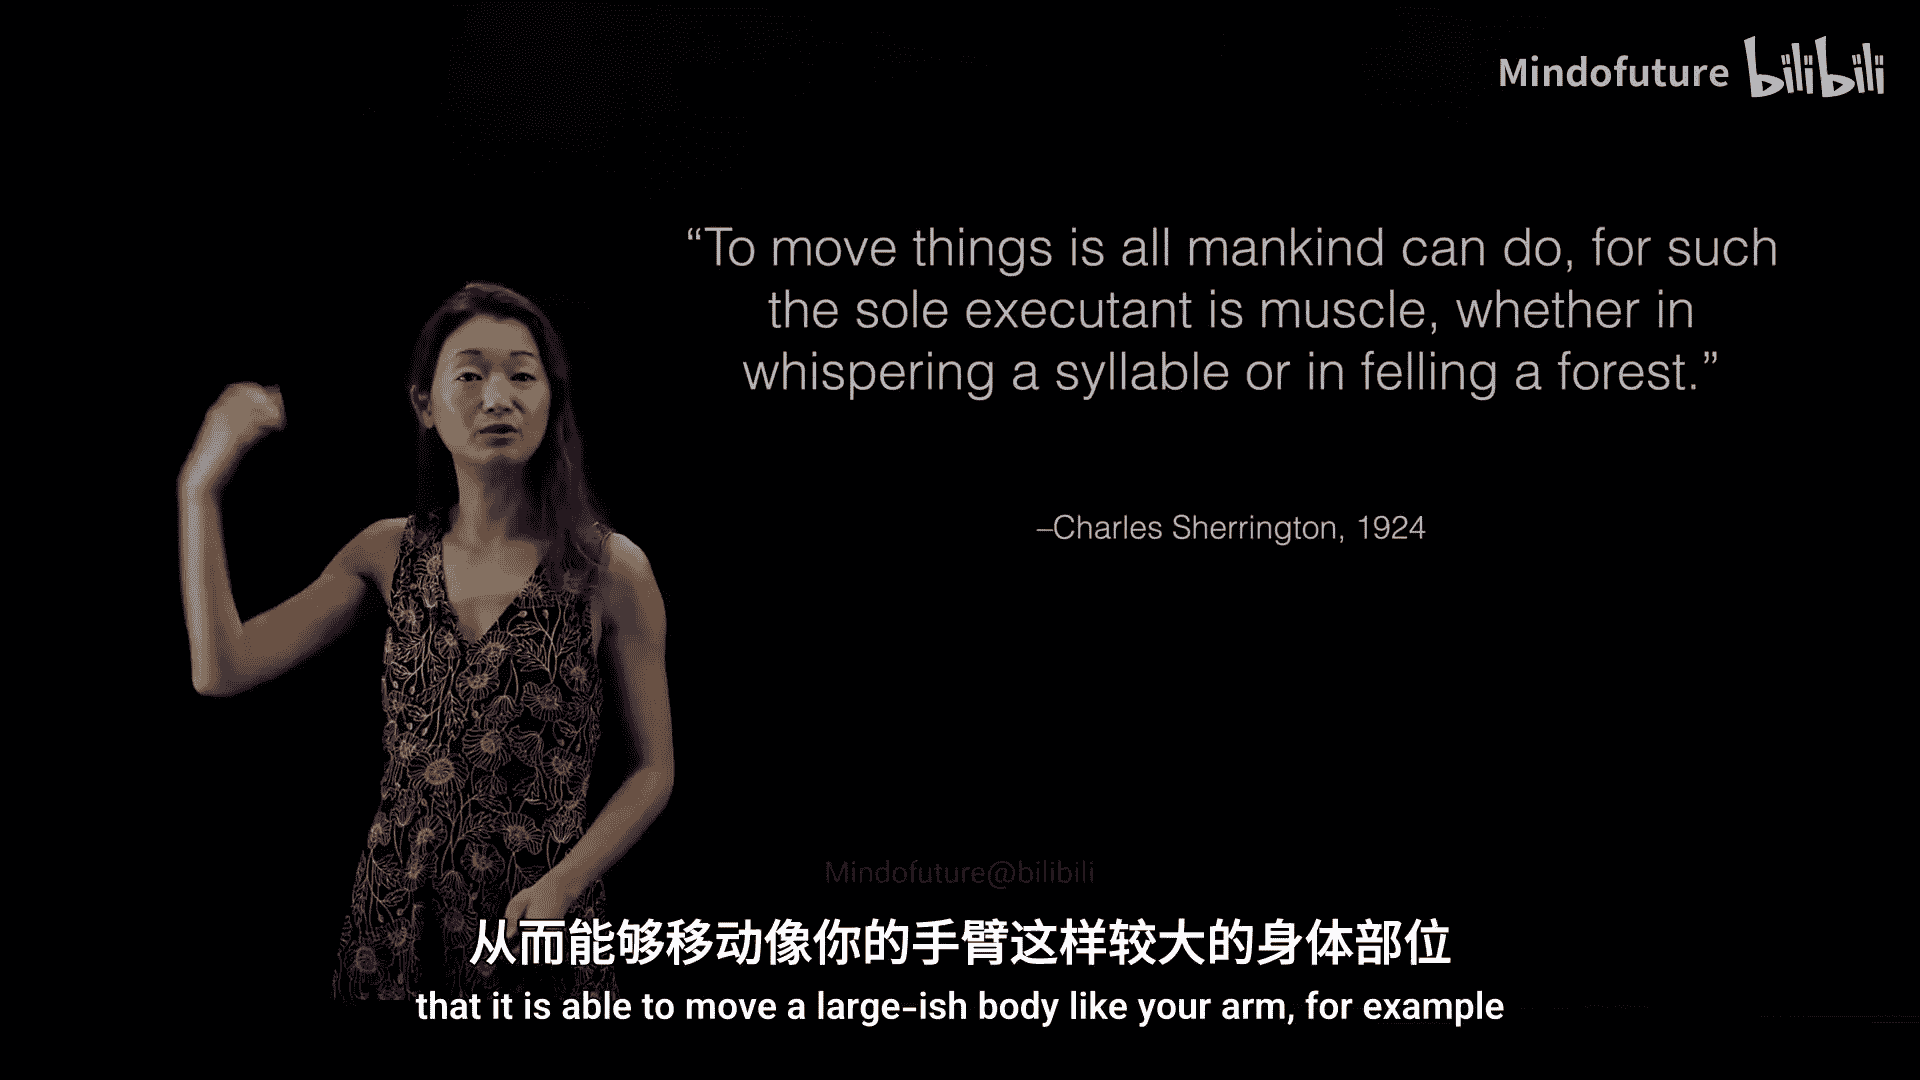 Mindofuture bilibili
“To move things is all mankind can do, for such
the sole executant is muscle, whether in
whispering a syllable or in felling a forest.”
–Charles Sherrington, 1924
Mindofuture@bilibili
从而能够移动像你的手臂这样较大的身体部位
that it is able to move a large-ish body like your arm, for example